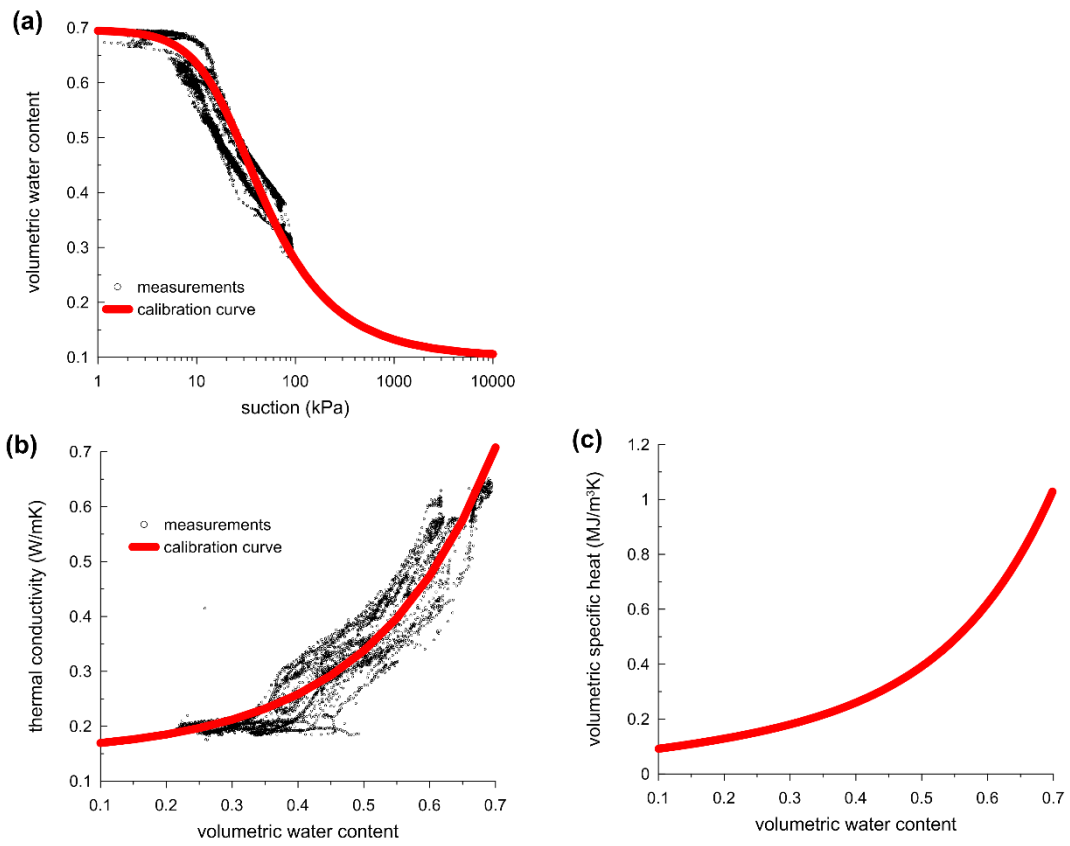 (a)
volumetric water content
0.7
0.6
0.5
0.4
0.3
0.2
0.1
measurements
calibration curve
1 10 100 1000 10000
suction (kPa)
(b)
thermal conductivity (W/mK)
0.7
0.6
0.5
0.4
0.3
0.2
0.1
measurements
calibration curve
0.1 0.2 0.3 0.4 0.5 0.6 0.7
volumetric water content
(c)
volumetric specific heat (MJ/m³K)
1.2
1
0.8
0.6
0.4
0.2
0
0.1 0.2 0.3 0.4 0.5 0.6 0.7
volumetric water content